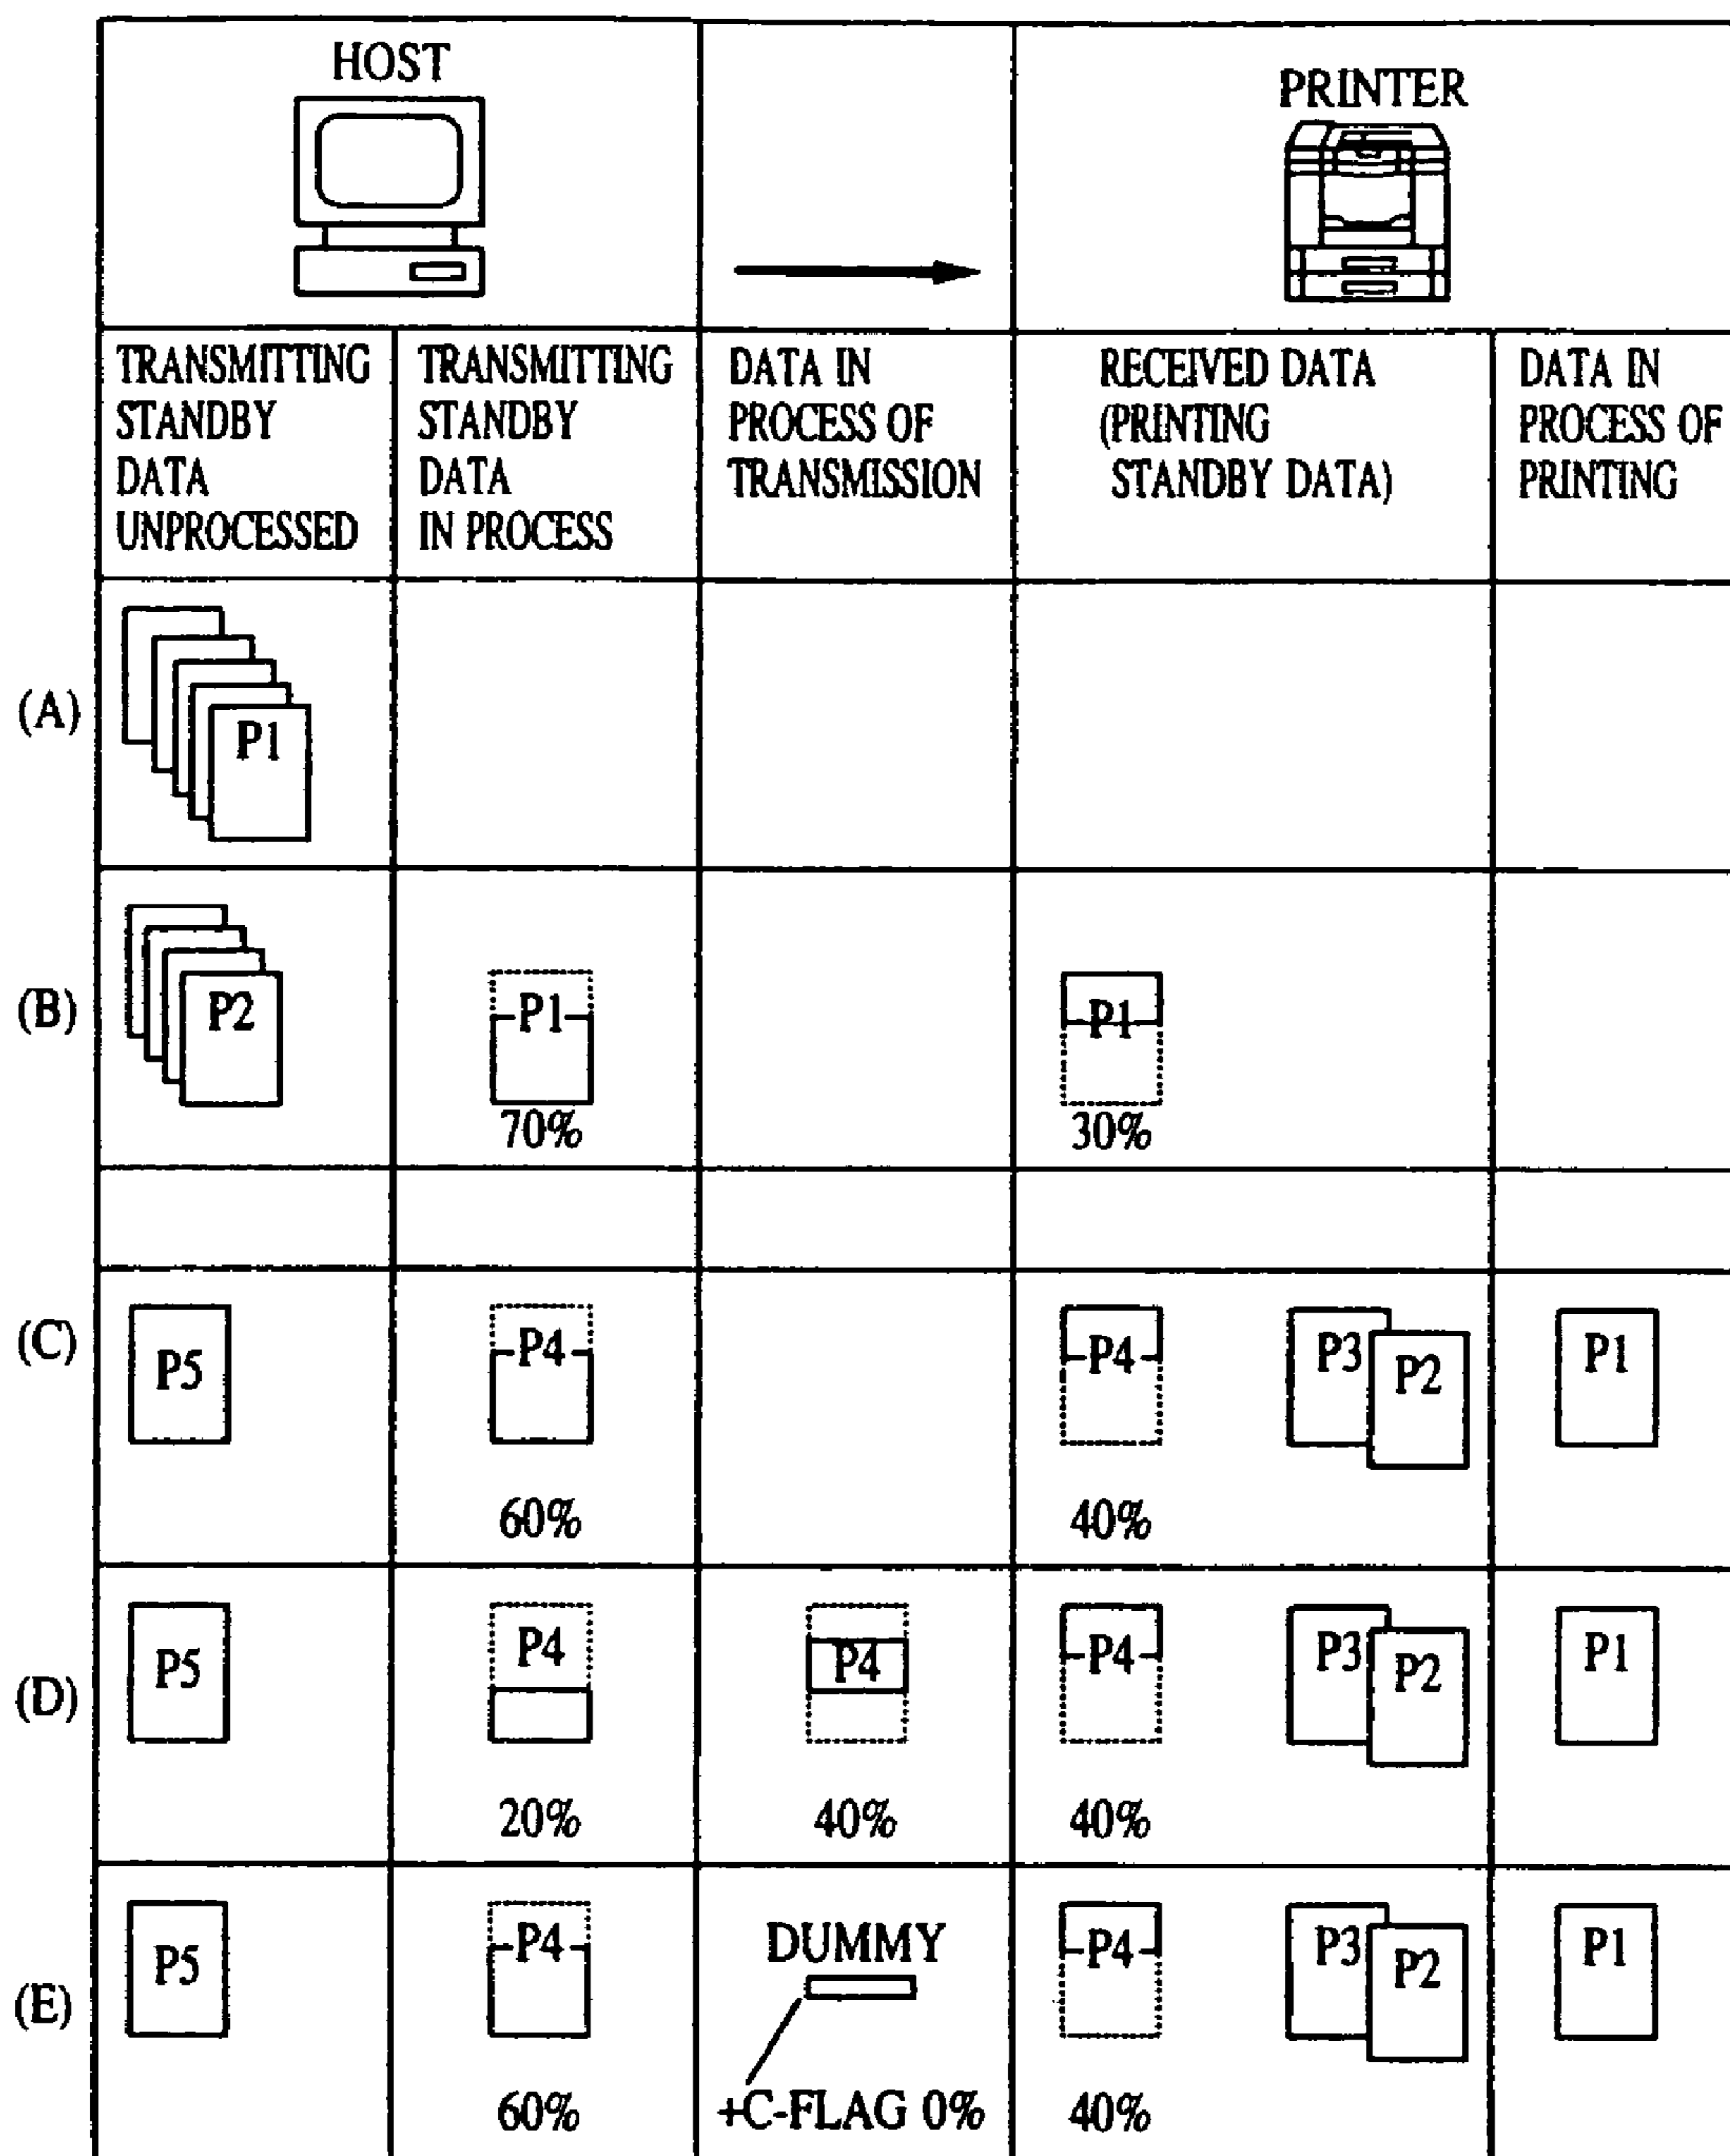 HOST
PRINTER
TRANSMITTING
STANDBY
DATA
UNPROCESSED
TRANSMITTING
STANDBY
DATA
IN PROCESS
DATA IN
PROCESS OF
TRANSMISSION
RECEIVED DATA
(PRINTING
STANDBY DATA)
DATA IN
PROCESS OF
PRINTING
(A)
P1
(B)
P2
P1
70%
P1
30%
(C)
P5
P4
60%
P4
40%
P3
P2
P1
(D)
P5
P4
20%
P4
40%
P4
40%
P3
P2
P1
(E)
P5
P4
60%
DUMMY
+C-FLAG 0%
P4
40%
P3
P2
P1